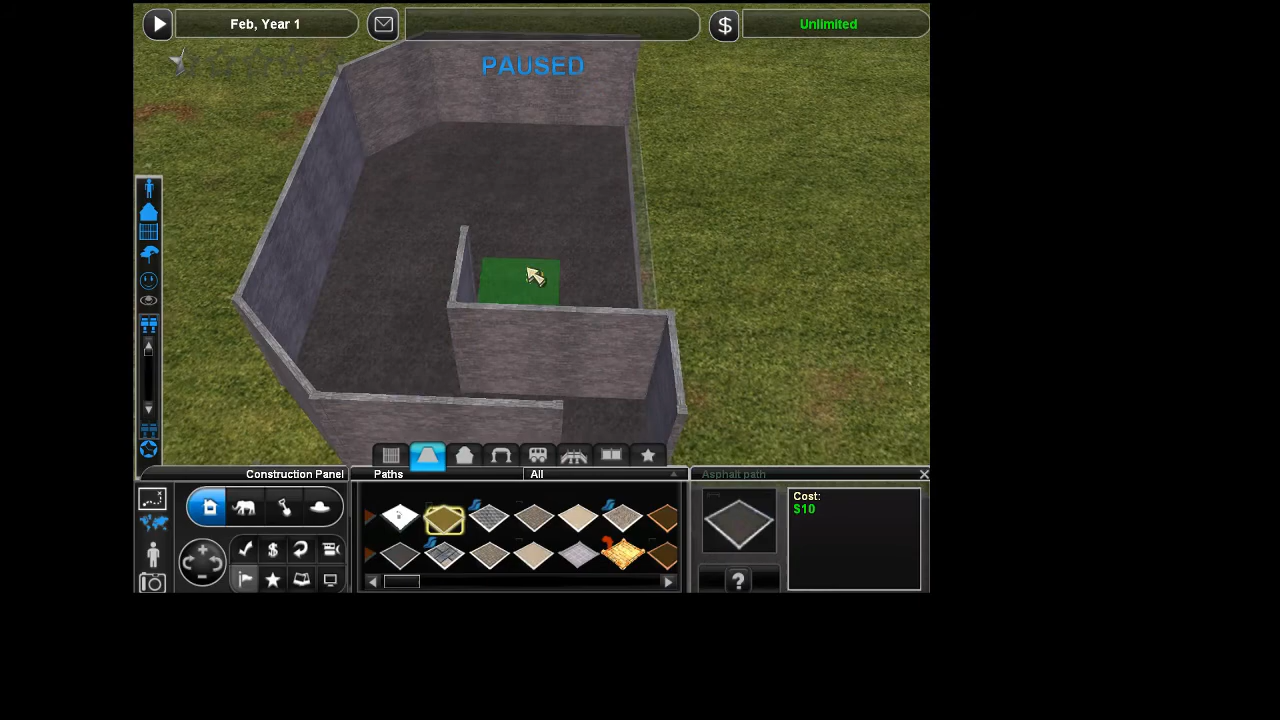 Feb, Year 1
$
Unlimited
PAUSED
Construction Panel
Paths
All
Asphalt path
Cost:
$10
$
?